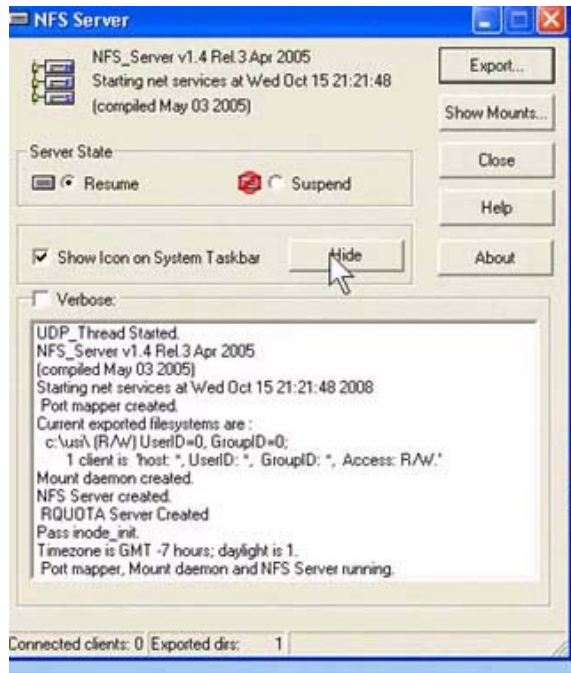 NFS Server
NFS_Server v1.4 Rel.3 Apr 2005
Starting net services at Wed Oct 15 21:21:48
(compiled May 03 2005)
Export...
Show Mounts...
Close
Help
About
Server State
Resume
Suspend
Show Icon on System Taskbar
Hide
Verbose:
UDP_Thread Started.
NFS_Server v1.4 Rel.3 Apr 2005
(compiled May 03 2005)
Starting net services at Wed Oct 15 21:21:48 2008
Port mapper created.
Current exported filesystems are :
c:\usi\ (R/W) UserID=0, GroupID=0;
1 client is 'host: *, UserID: *, GroupID: *, Access: R/W.'
Mount daemon created.
NFS Server created.
RQUOTA Server Created
Pass inode_init.
Timezone is GMT -7 hours; daylight is 1.
Port mapper, Mount daemon and NFS Server running.
Connected clients: 0 Exported dirs: 1